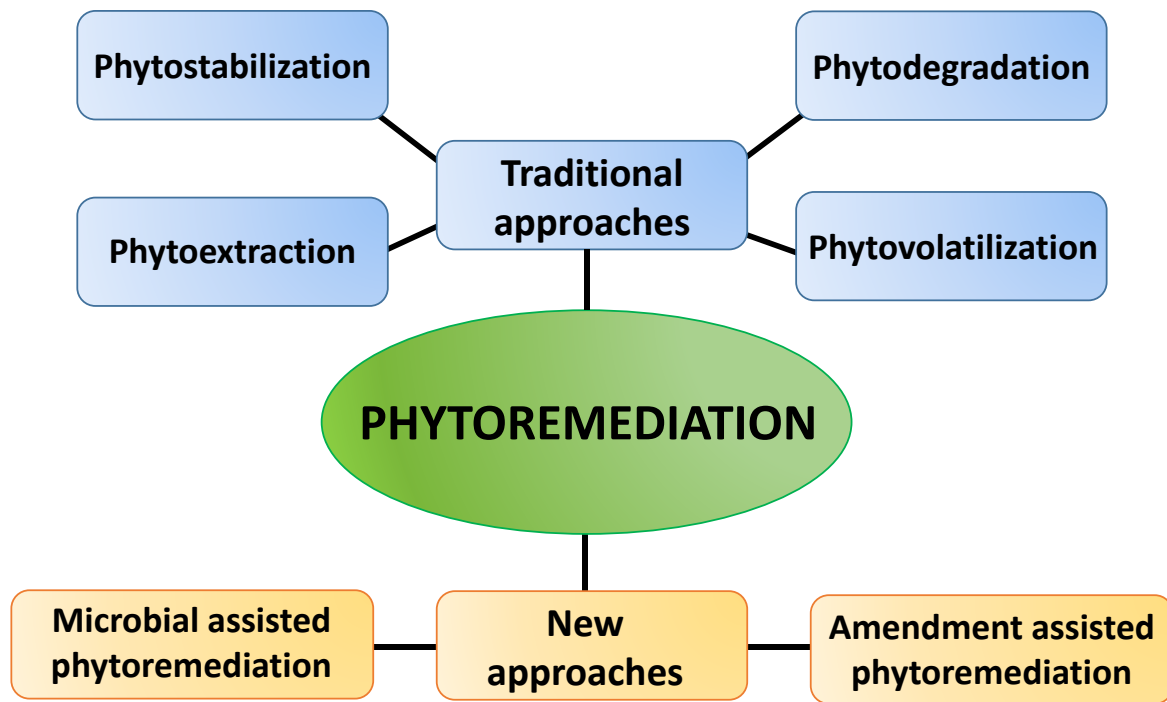 Phytostabilization
Phytodegradation
Traditional
approaches
Phytoextraction
Phytovolatilization
PHYTOREMEDIATION
Microbial assisted
phytoremediation
New
approaches
Amendment assisted
phytoremediation